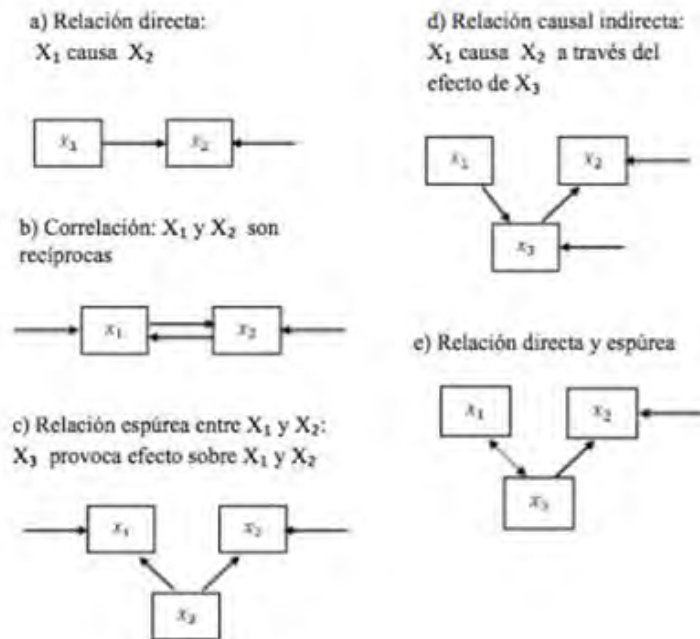 a) Relación directa:
X₁ causa X₂
x₁ x₂
b) Correlación: X₁ y X₂ son
recíprocas
x₁ x₂
c) Relación espúrea entre X₁ y X₂:
X₃ provoca efecto sobre X₁ y X₂
x₁ x₂
x₃
d) Relación causal indirecta:
X₁ causa X₂ a través del
efecto de X₃
x₁ x₂
x₃
e) Relación directa y espúrea
x₁ x₂
x₃